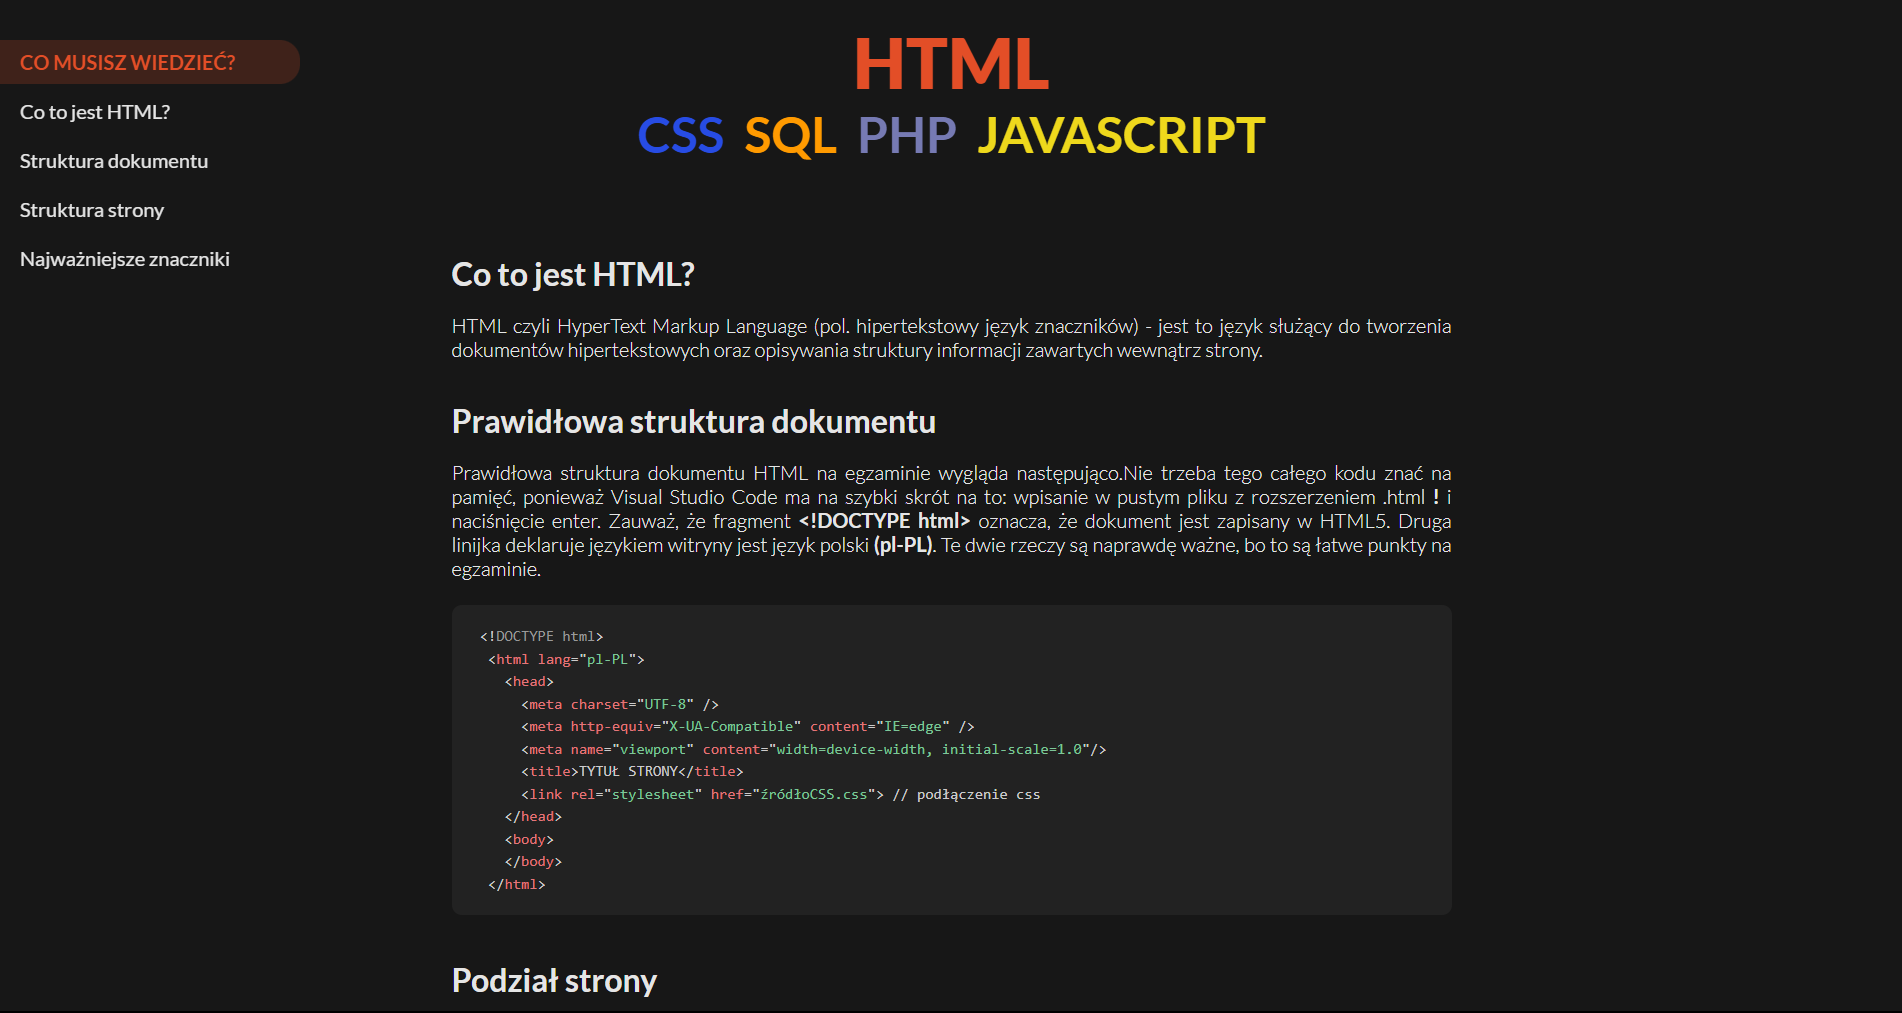 CO MUSISZ WIEDZIEĆ?
Co to jest HTML?
Struktura dokumentu
Struktura strony
Najważniejsze znaczniki
HTML
CSS SQL PHP JAVASCRIPT
Co to jest HTML?
HTML czyli HyperText Markup Language (pol. hipertekstowy język znaczników) - jest to język służący do tworzenia
dokumentów hipertekstowych oraz opisywania struktury informacji zawartych wewnątrz strony.
Prawidłowa struktura dokumentu
Prawidłowa struktura dokumentu HTML na egzaminie wygląda następująco.Nie trzeba tego całego kodu znać na
pamięć, ponieważ Visual Studio Code ma na szybki skrót na to: wpisanie w pustym pliku z rozszerzeniem .html ! i
naciśnięcie enter. Zauważ, że fragment <!DOCTYPE html> oznacza, że dokument jest zapisany w HTML5. Druga
linijka deklaruje językiem witryny jest język polski (pl-PL). Te dwie rzeczy są naprawdę ważne, bo to są łatwe punkty na
egzaminie.
<!DOCTYPE html>
<html lang="pl-PL">
<head>
<meta charset="UTF-8" />
<meta http-equiv="X-UA-Compatible" content="IE=edge" />
<meta name="viewport" content="width=device-width, initial-scale=1.0"/>
<title>TYTUŁ STRONY</title>
<link rel="stylesheet" href="źródłoCSS.css"> // podłączenie css
</head>
<body>
</body>
</html>
Podział strony